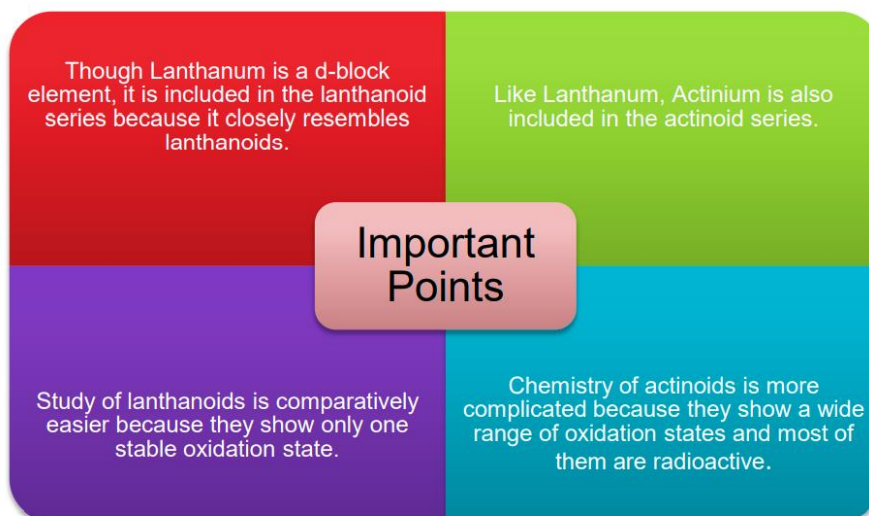 Though Lanthanum is a d-block
element, it is included in the lanthanoid
series because it closely resembles
lanthanoids.
Like Lanthanum, Actinium is also
included in the actinoid series.
Important
Points
Study of lanthanoids is comparatively
easier because they show only one
stable oxidation state.
Chemistry of actinoids is more
complicated because they show a wide
range of oxidation states and most of
them are radioactive.